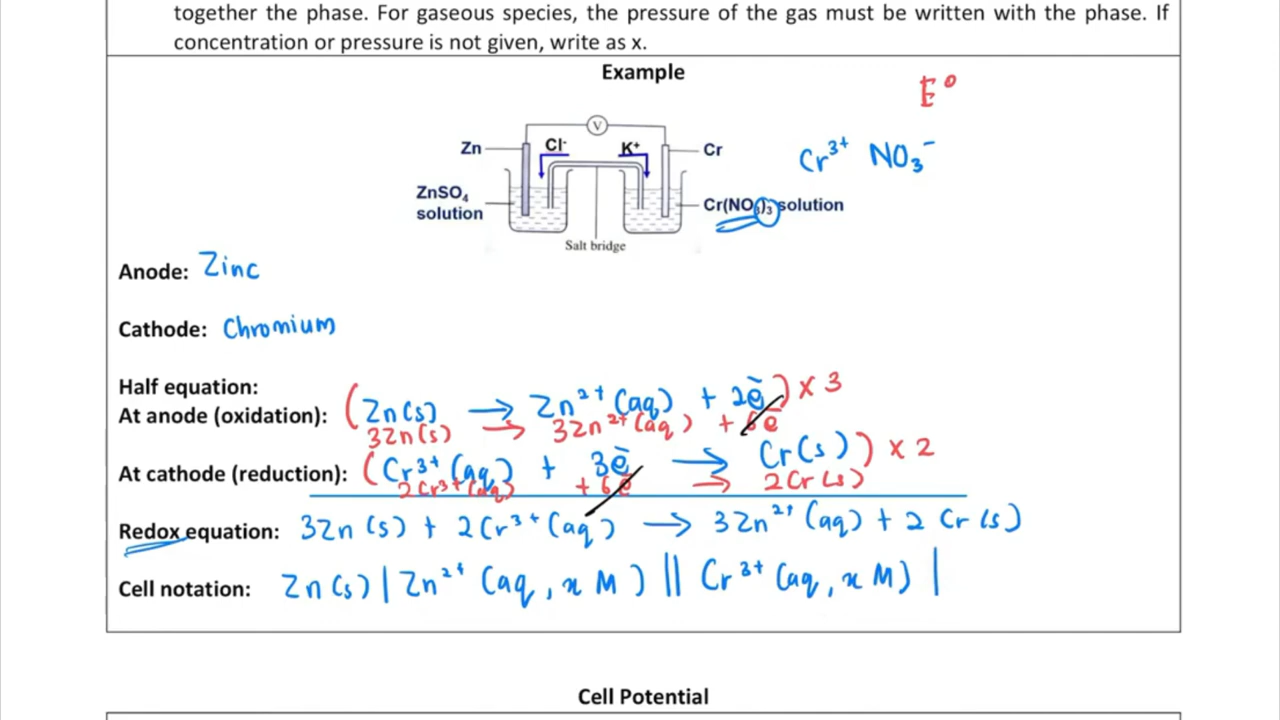 together the phase. For gaseous species, the pressure of the gas must be written with the phase. If
concentration or pressure is not given, write as x.
Example
E°
V
Zn
Cl⁻
K⁺
Cr
Cr³⁺ NO₃⁻
ZnSO₄
solution
Cr(NO₃)₃ solution
Salt bridge
Anode: Zinc
Cathode: Chromium
Half equation:
At anode (oxidation): (Zn(s) → Zn²⁺ (aq) + 2e⁻) × 3
3Zn(s) → 3Zn²⁺(aq) + 6e⁻
At cathode (reduction): (Cr³⁺ (aq) + 3e⁻ → Cr(s)) × 2
2Cr³⁺(aq) + 6e⁻ → 2Cr(s)
Redox equation: 3Zn(s) + 2Cr³⁺(aq) → 3Zn²⁺(aq) + 2Cr(s)
Cell notation: Zn(s) | Zn²⁺ (aq, x M) || Cr³⁺ (aq, x M) |
Cell Potential